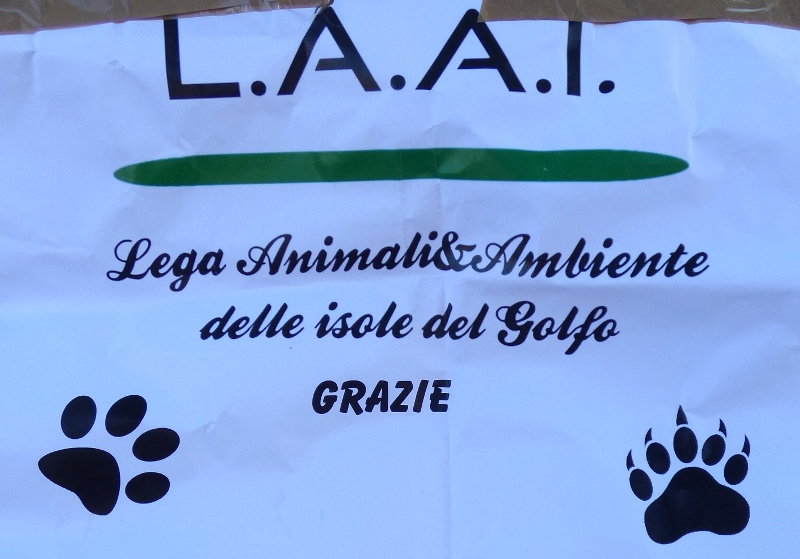 L.A.A.I.
Lega Animali&Ambiente
delle isole del Golfo
GRAZIE